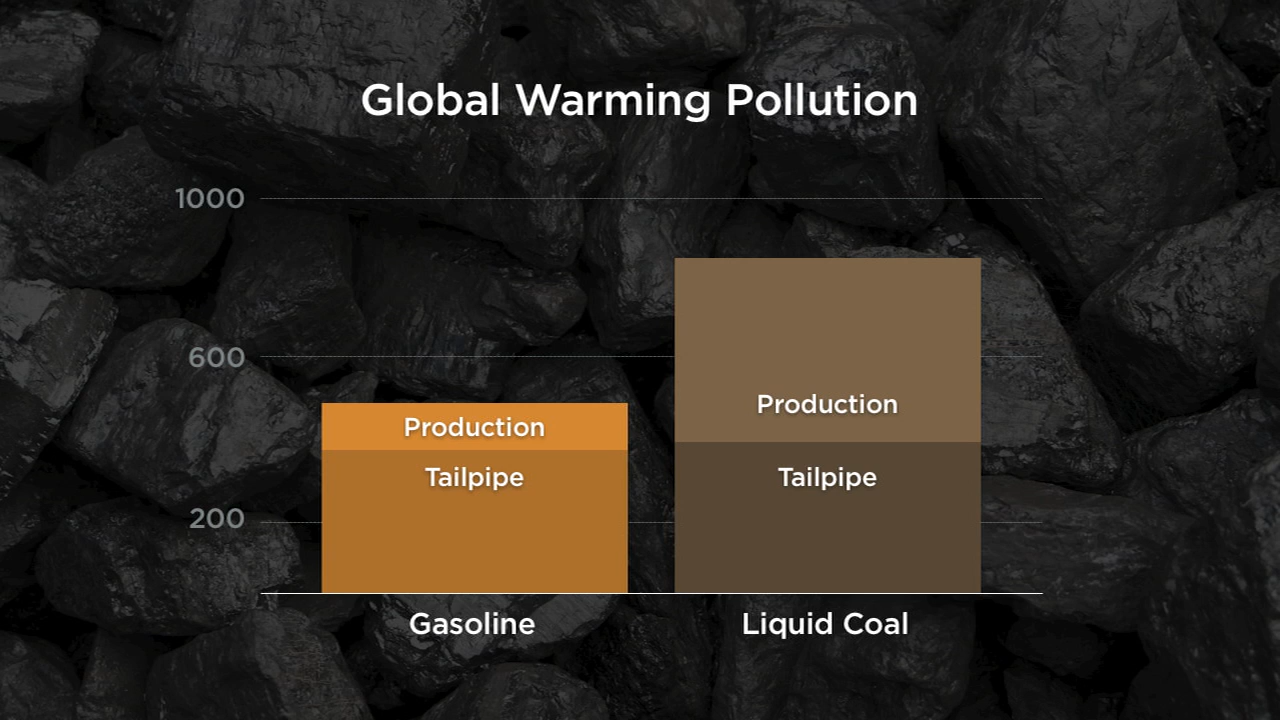 Global Warming Pollution
1000
600
200
Production
Tailpipe
Production
Tailpipe
Gasoline
Liquid Coal